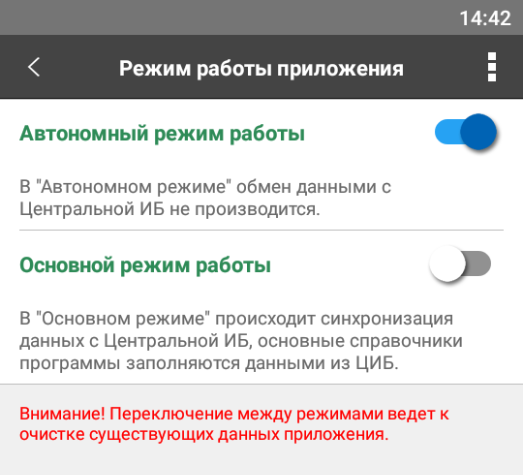 14:42
Режим работы приложения
Автономный режим работы
В "Автономном режиме" обмен данными с
Центральной ИБ не производится.
Основной режим работы
В "Основном режиме" происходит синхронизация
данных с Центральной ИБ, основные справочники
программы заполняются данными из ЦИБ.
Внимание! Переключение между режимами ведет к
очистке существующих данных приложения.